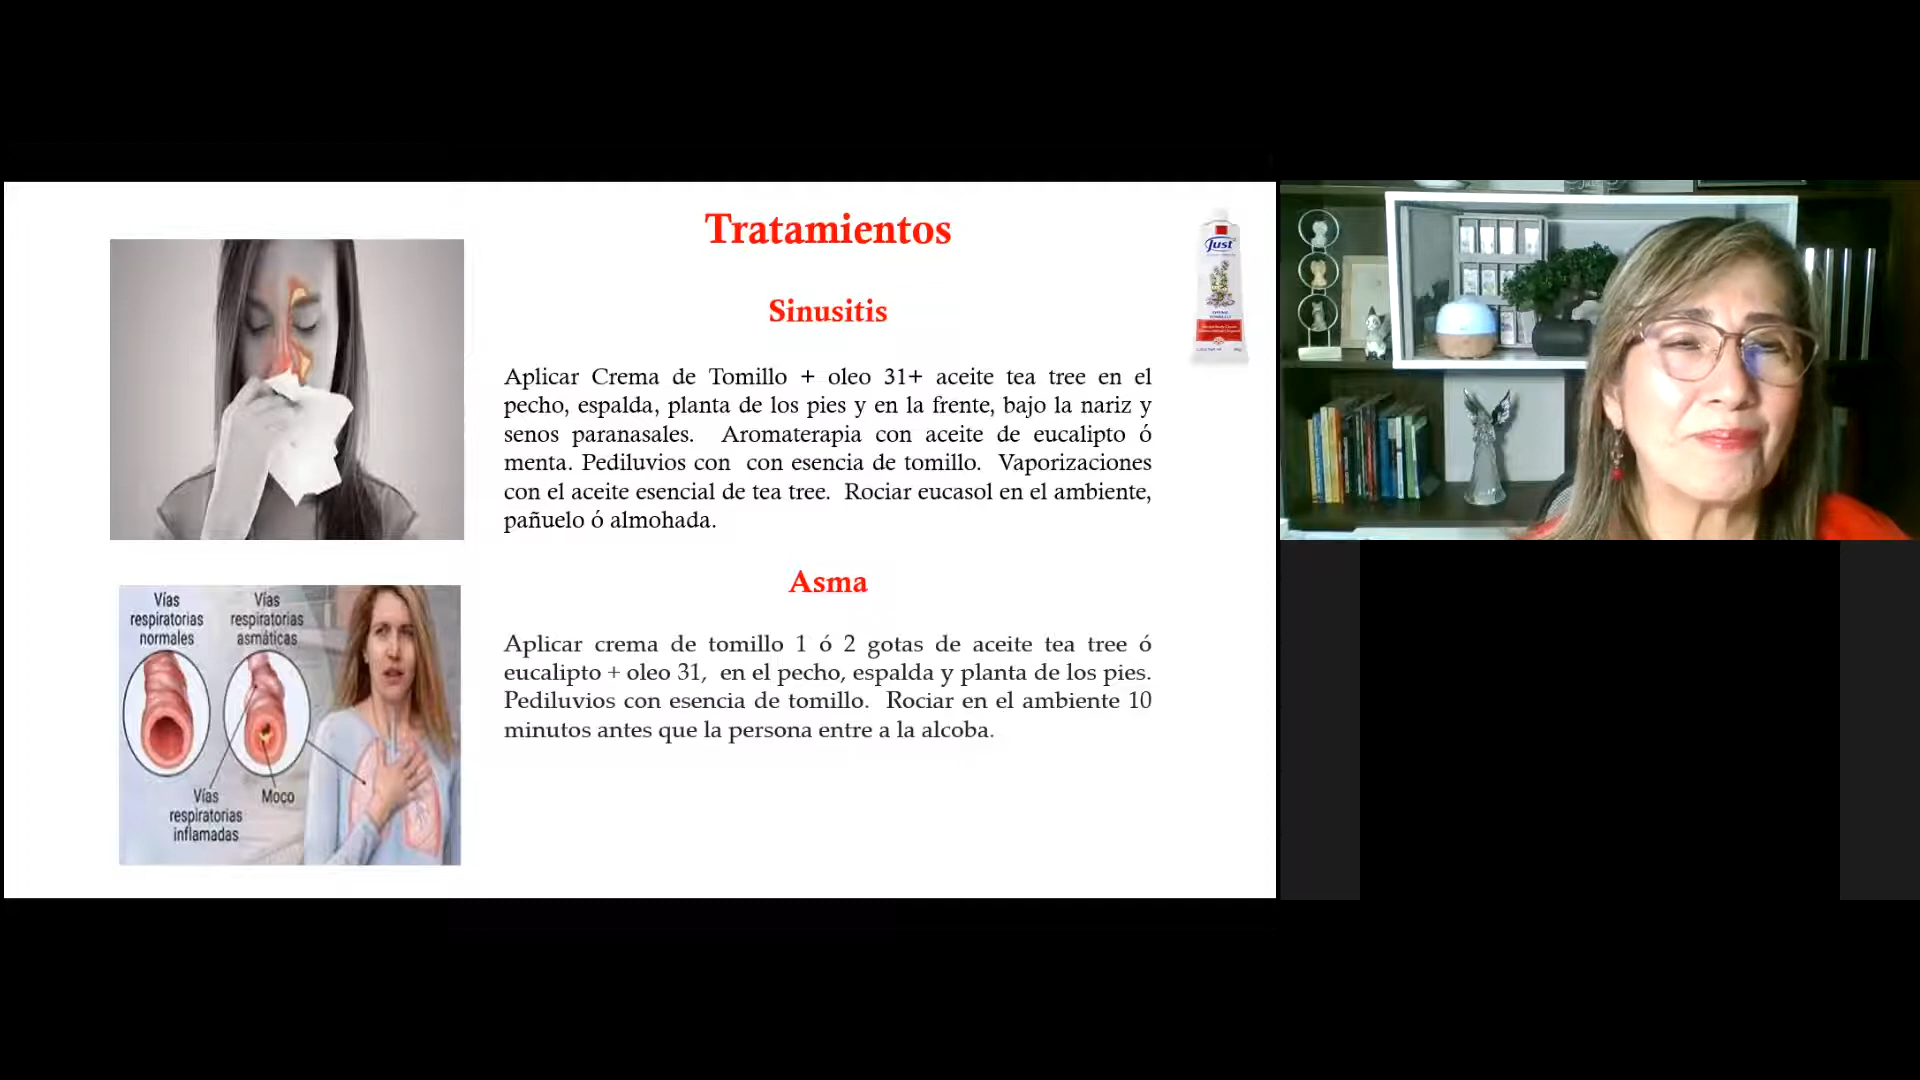 Tratamientos
Just
Sinusitis
Aplicar Crema de Tomillo + oleo 31+ aceite tea tree en el
pecho, espalda, planta de los pies y en la frente, bajo la nariz y
senos paranasales. Aromaterapia con aceite de eucalipto ó
menta. Pediluvios con con esencia de tomillo. Vaporizaciones
con el aceite esencial de tea tree. Rociar eucasol en el ambiente,
pañuelo ó almohada.
Asma
Aplicar crema de tomillo 1 ó 2 gotas de aceite tea tree ó
eucalipto + oleo 31, en el pecho, espalda y planta de los pies.
Pediluvios con esencia de tomillo. Rociar en el ambiente 10
minutos antes que la persona entre a la alcoba.
Vías
respiratorias
normales
Vías
respiratorias
asmáticas
Vías
respiratorias
inflamadas
Moco